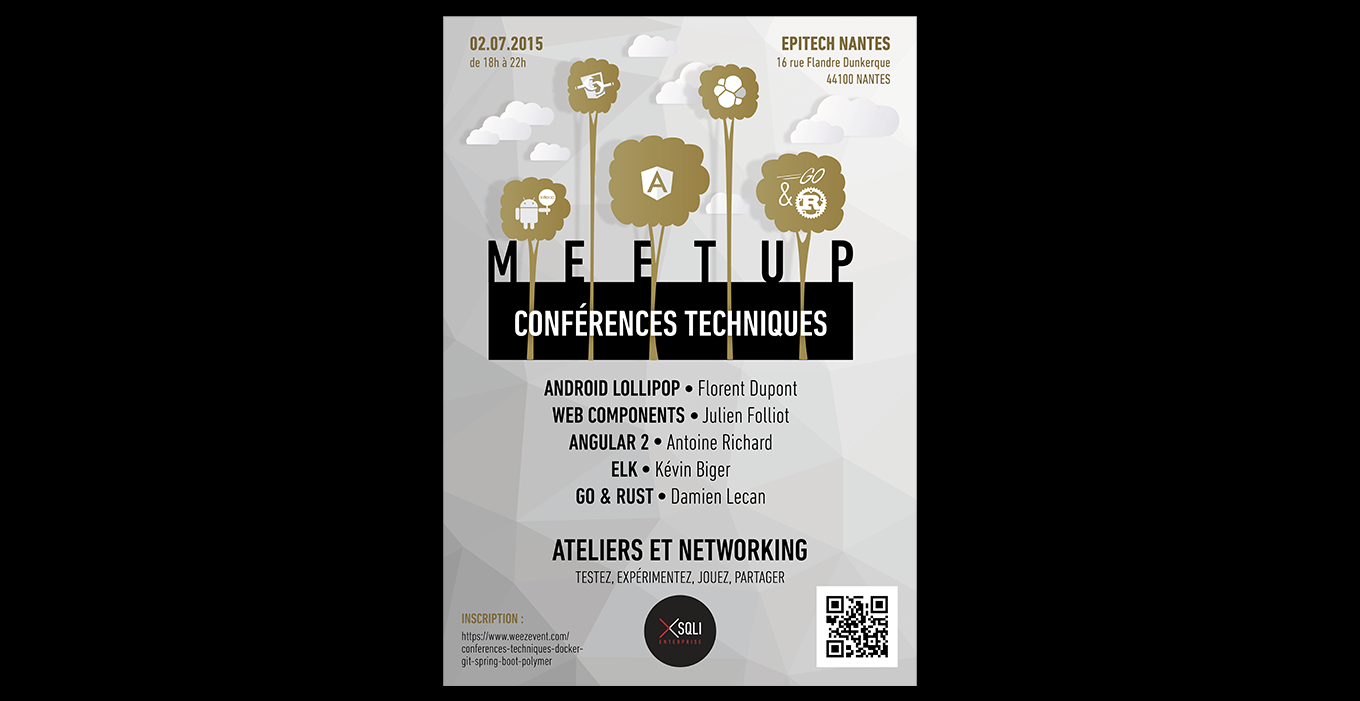 02.07.2015
de 18h à 22h
EPITECH NANTES
16 rue Flandre Dunkerque
44100 NANTES
A
GO
&
R
MEETUP
CONFÉRENCES TECHNIQUES
ANDROID LOLLIPOP • Florent Dupont
WEB COMPONENTS • Julien Folliot
ANGULAR 2 • Antoine Richard
ELK • Kévin Biger
GO & RUST • Damien Lecan
ATELIERS ET NETWORKING
TESTEZ, EXPÉRIMENTEZ, JOUEZ, PARTAGER
INSCRIPTION :
https://www.weezevent.com/
conferences-techniques-docker-
git-spring-boot-polymer
SQLI
ENTERPRISE